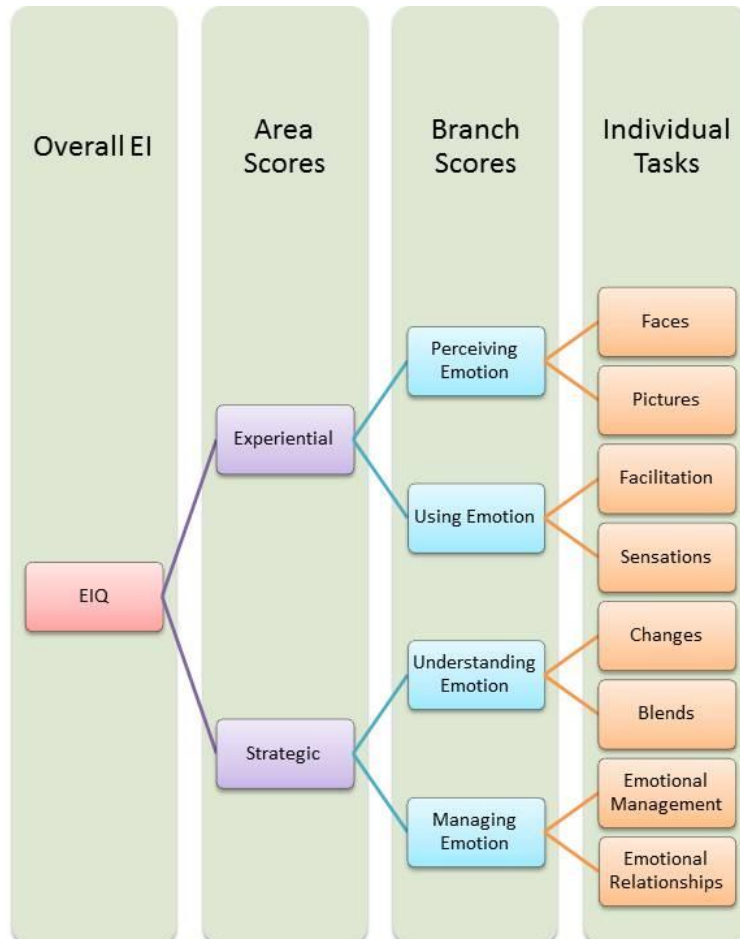 Overall EI
Area
Scores
Branch
Scores
Individual
Tasks
EIQ
Experiential
Strategic
Perceiving
Emotion
Using Emotion
Understanding
Emotion
Managing
Emotion
Faces
Pictures
Facilitation
Sensations
Changes
Blends
Emotional
Management
Emotional
Relationships